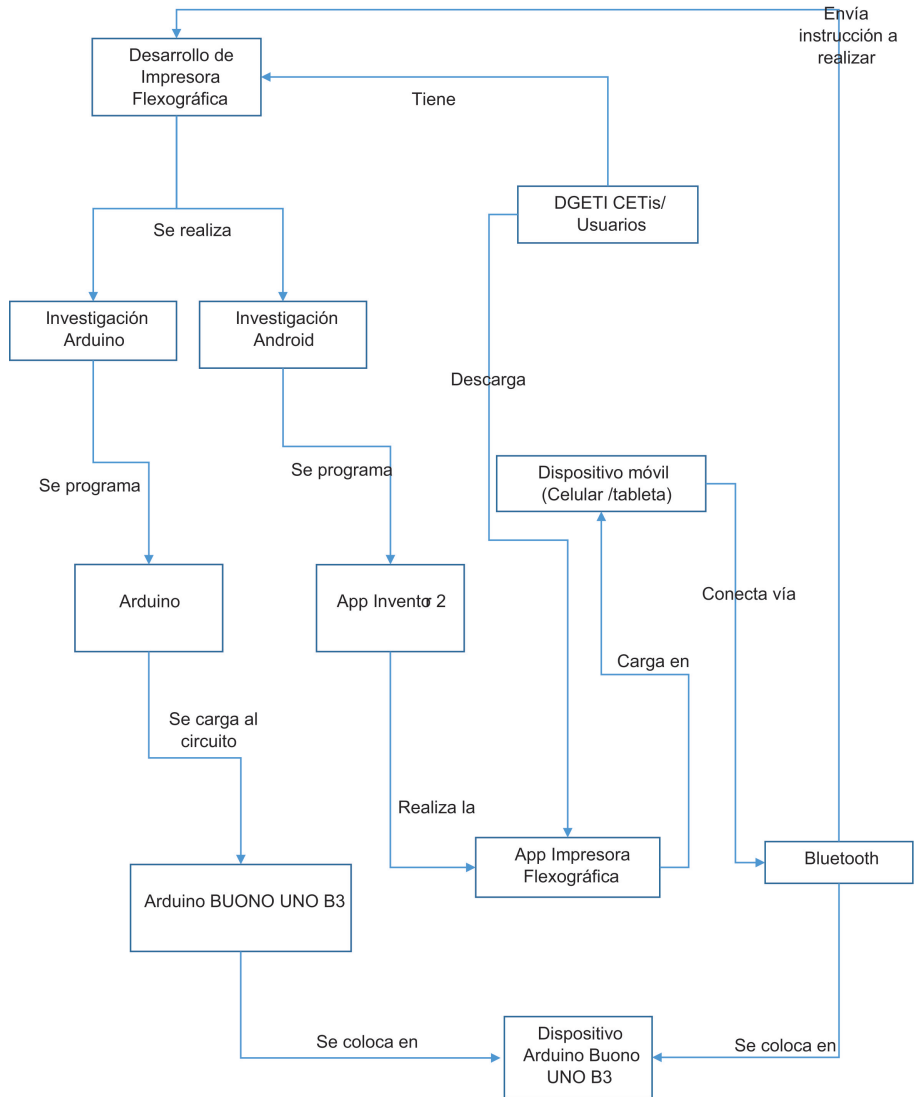 Envía
instrucción a
realizar
Desarrollo de
Impresora
Flexográfica
Tiene
DGETI CETis/
Usuarios
Se realiza
Investigación
Arduino
Investigación
Android
Descarga
Se programa
Se programa
Dispositivo móvil
(Celular /tableta)
Conecta vía
Arduino
App Inventor 2
Carga en
Se carga al
circuito
Realiza la
App Impresora
Flexográfica
Bluetooth
Arduino BUONO UNO B3
Se coloca en
Dispositivo
Arduino Buono
UNO B3
Se coloca en